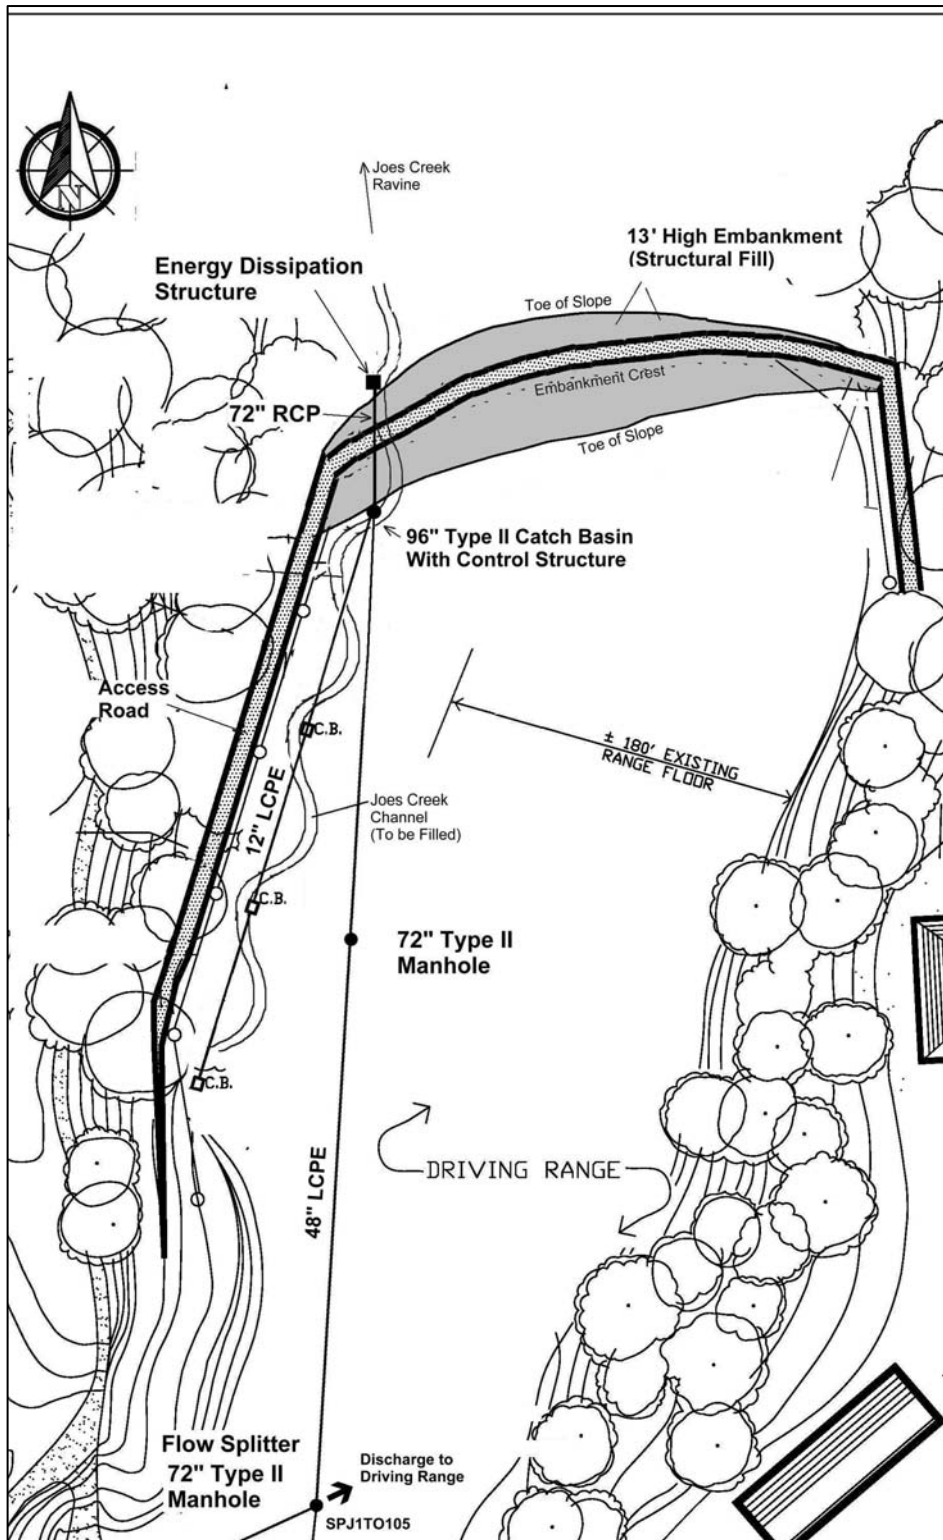 N
Joes Creek
Ravine
13' High Embankment
(Structural Fill)
Energy Dissipation
Structure
Toe of Slope
Embankment Crest
72" RCP
Toe of Slope
96" Type II Catch Basin
With Control Structure
Access
Road
C.B.
± 180' EXISTING
RANGE FLOOR
12" LCPE
Joes Creek
Channel
(To be Filled)
C.B.
72" Type II
Manhole
C.B.
48" LCPE
DRIVING RANGE
Flow Splitter
72" Type II
Manhole
Discharge to
Driving Range
SPJ1TO105